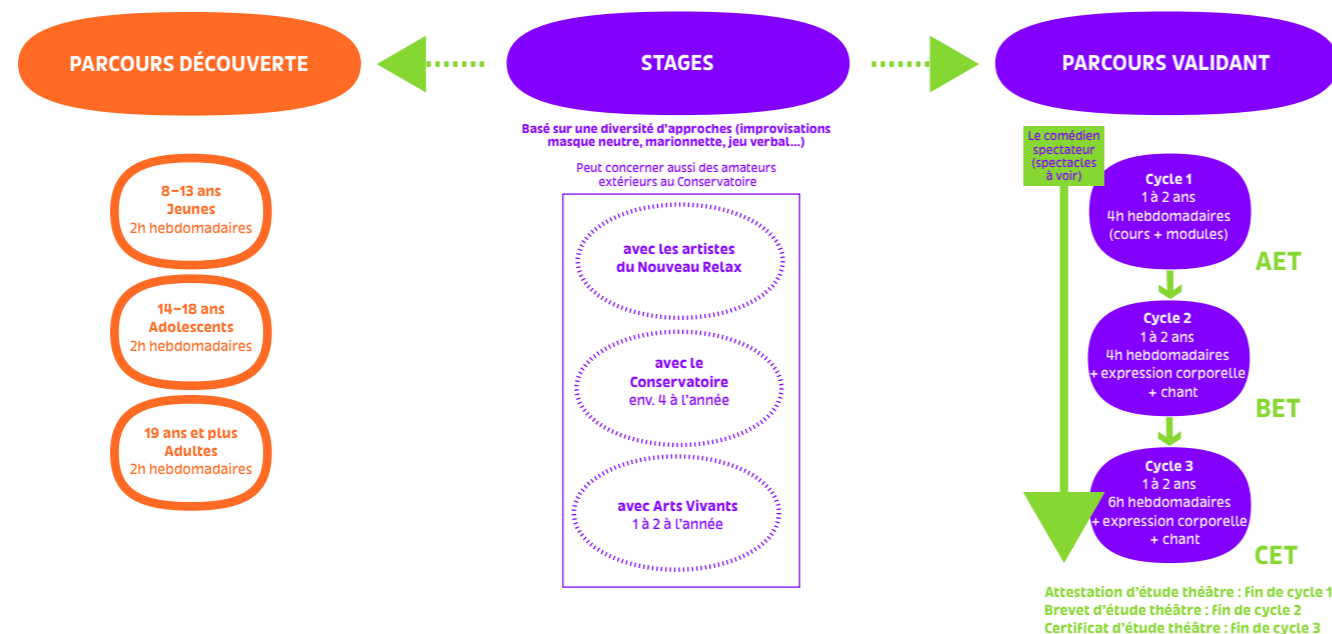 PARCOURS DÉCOUVERTE
8–13 ans
Jeunes
2h hebdomadaires
14–18 ans
Adolescents
2h hebdomadaires
19 ans et plus
Adultes
2h hebdomadaires
STAGES
Basé sur une diversité d'approches (improvisations
masque neutre, marionnette, jeu verbal...)
Peut concerner aussi des amateurs
extérieurs au Conservatoire
avec les artistes
du Nouveau Relax
avec le
Conservatoire
env. 4 à l'année
avec Arts Vivants
1 à 2 à l'année
PARCOURS VALIDANT
Le comédien
spectateur
(spectacles
à voir)
Cycle 1
1 à 2 ans
4h hebdomadaires
(cours + modules)
AET
Cycle 2
1 à 2 ans
4h hebdomadaires
+ expression corporelle
+ chant
BET
Cycle 3
1 à 2 ans
6h hebdomadaires
+ expression corporelle
+ chant
CET
Attestation d'étude théâtre : Fin de cycle 1
Brevet d'étude théâtre : Fin de cycle 2
Certificat d'étude théâtre : Fin de cycle 3